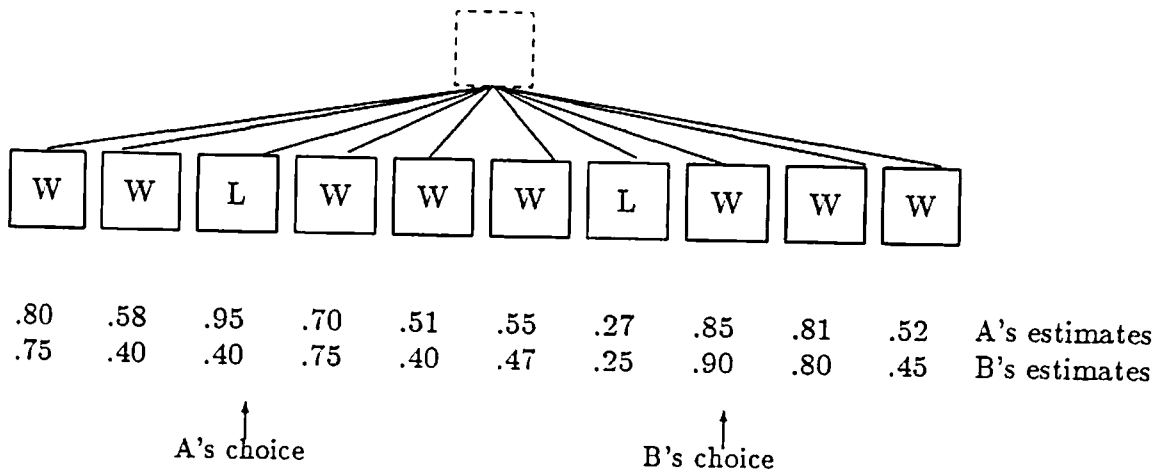 W W L W W W L W W W
.80 .58 .95 .70 .51 .55 .27 .85 .81 .52 A's estimates
.75 .40 .40 .75 .40 .47 .25 .90 .80 .45 B's estimates
A's choice B's choice